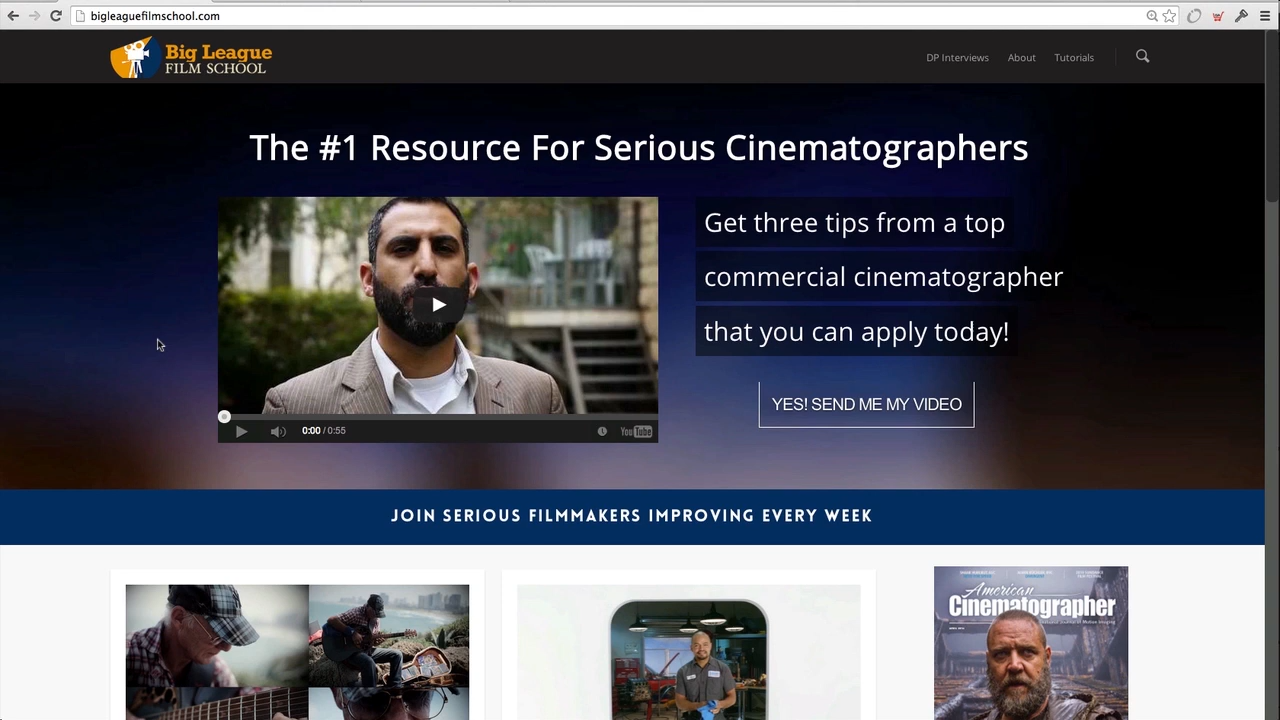 bigleaguefilmschool.com
Big League
FILM SCHOOL
DP Interviews
About
Tutorials
The #1 Resource For Serious Cinematographers
Get three tips from a top
commercial cinematographer
that you can apply today!
YES! SEND ME MY VIDEO
0:00 / 0:55
YouTube
JOIN SERIOUS FILMMAKERS IMPROVING EVERY WEEK
American
Cinematographer